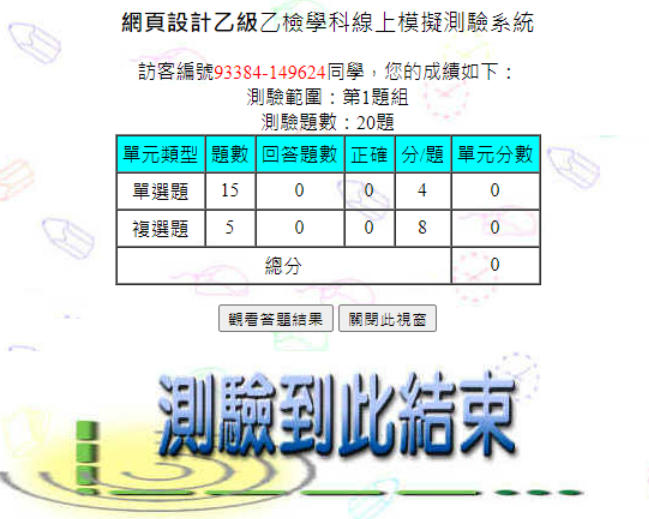 網頁設計乙級乙檢學科線上模擬測驗系統
訪客編號93384-149624同學，您的成績如下：
測驗範圍：第1題組
測驗題數：20題
單元類型 題數 回答題數 正確 分/題 單元分數
單選題 15 0 0 4 0
複選題 5 0 0 8 0
總分 0
觀看答題結果 關閉此視窗
測驗到此結束